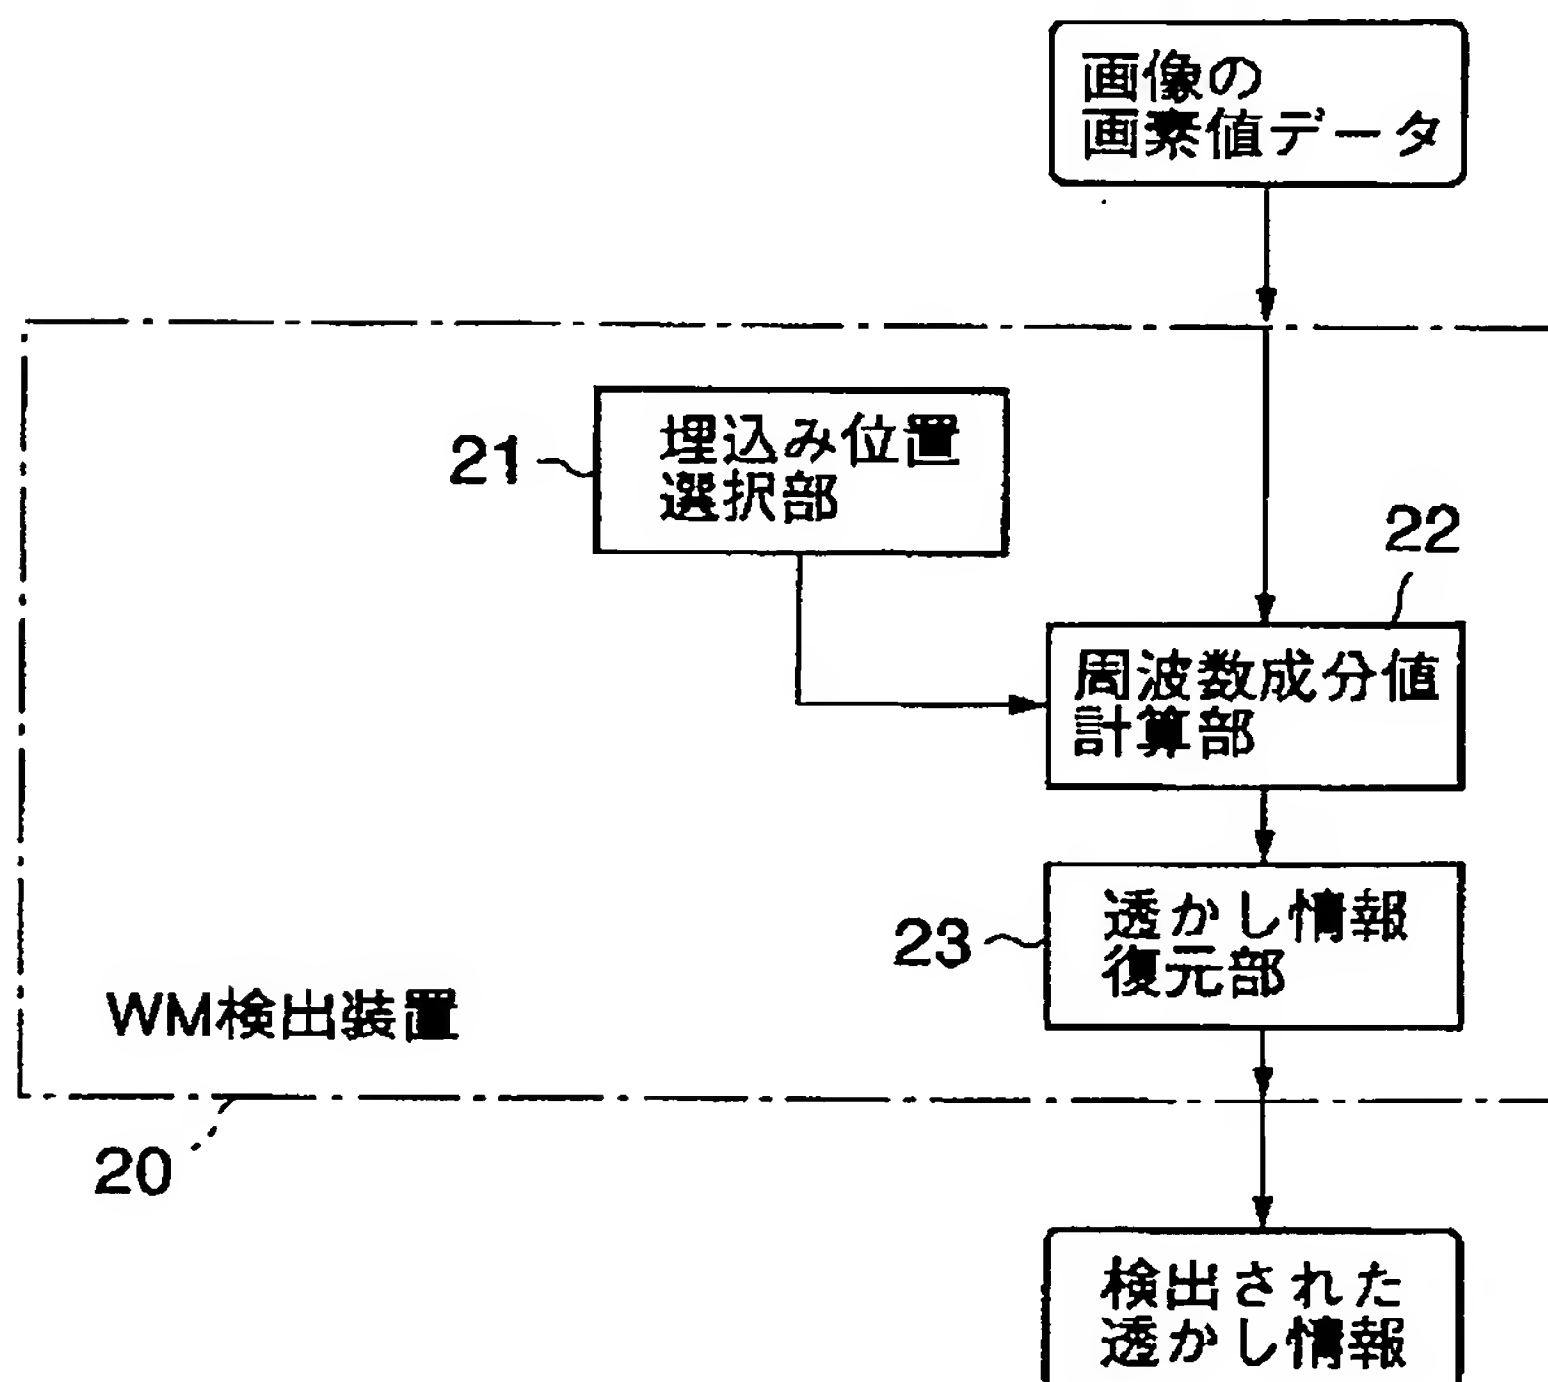 画像の
画素値データ
21
埋込み位置
選択部
22
周波数成分値
計算部
23
透かし情報
復元部
WM検出装置
20
検出された
透かし情報